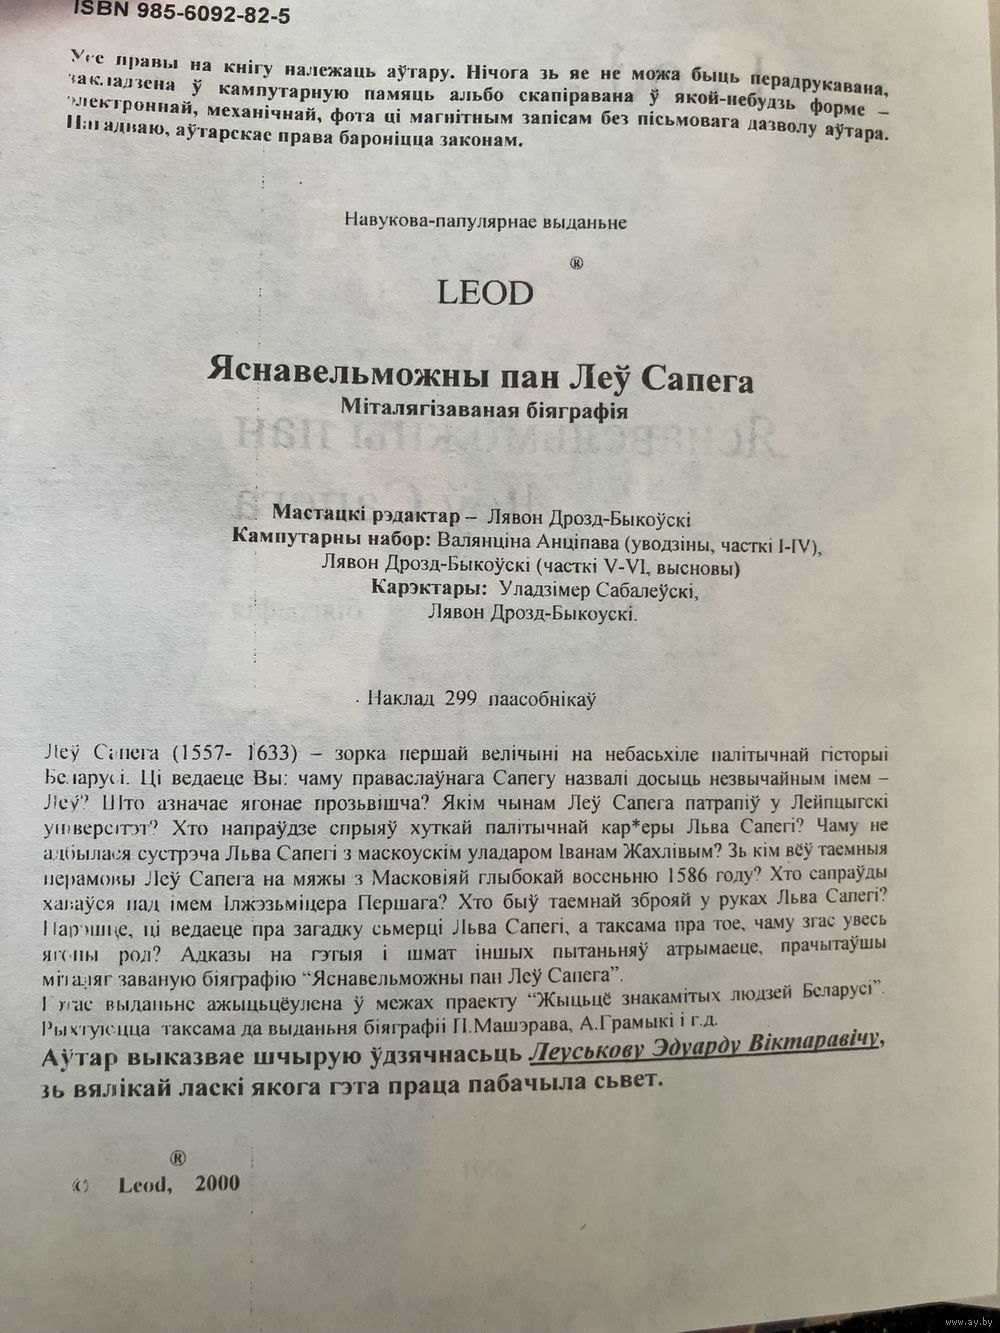 ISBN 985-6092-82-5
Усе правы на кнігу належаць аўтару. Нічога зь яе не можа быць перадрукавана,
закладзена ў кампутарную памяць альбо скапіравана ў якой-небудзь форме –
электроннай, механічнай, фота ці магнітным запісам без пісьмовага дазволу аўтара.
Нагадваю, аўтарскае права бароніцца законам.
Навукова-папулярнае выданьне
®
LEOD
Яснавельможны пан Леў Сапега
Міталягізаваная біяграфія
Мастацкі рэдактар – Лявон Дрозд-Быкоўскі
Кампутарны набор: Валянціна Анціпава (уводзіны, часткі I-IV),
Лявон Дрозд-Быкоўскі (часткі V-VI, высновы)
Карэктары: Уладзімер Сабалеўскі,
Лявон Дрозд-Быкоускі.
Наклад 299 паасобнікаў
Леў Сапега (1557- 1633) – зорка першай велічыні на небасьхіле палітычнай гісторыі
Беларусі. Ці ведаеце Вы: чаму праваслаўнага Сапегу назвалі досыць незвычайным імем –
Леў? Што азначае ягонае прозьвішча? Якім чынам Леў Сапега патрапіў у Лейпцыгскі
унівэрсітэт? Хто напраўдзе спрыяў хуткай палітычнай кар*еры Льва Сапегі? Чаму не
адбылася сустрэча Льва Сапегі з маскоускім уладаром Іванам Жахлівым? Зь кім вёў таемныя
перамовы Леў Сапега на мяжы з Масковіяй глыбокай восеньню 1586 году? Хто сапраўды
хаваўся пад імем Ілжэзьміцера Першага? Хто быў таемнай зброяй у руках Льва Сапегі?
Нарэшце, ці ведаеце пра загадку сьмерці Льва Сапегі, а таксама пра тое, чаму згас увесь
ягоны род? Адказы на гэтыя і шмат іншых пытаньняў атрымаеце, прачытаўшы
міталягізаваную біяграфію “Яснавельможны пан Леў Сапега”.
выданьне ажыцьцёулена ў межах праекту “Жыцьцё знакамітых людзей Беларусі”.
Рыхтуюцца таксама да выданьня біяграфіі П.Машэрава, А.Грамыкі і г.д.
Аўтар выказвае шчырую ўдзячнасьць Леуськову Эдуарду Віктаравічу,
зь вялікай ласкі якога гэта праца пабачыла сьвет.
®
© Leod, 2000
www.ay.by